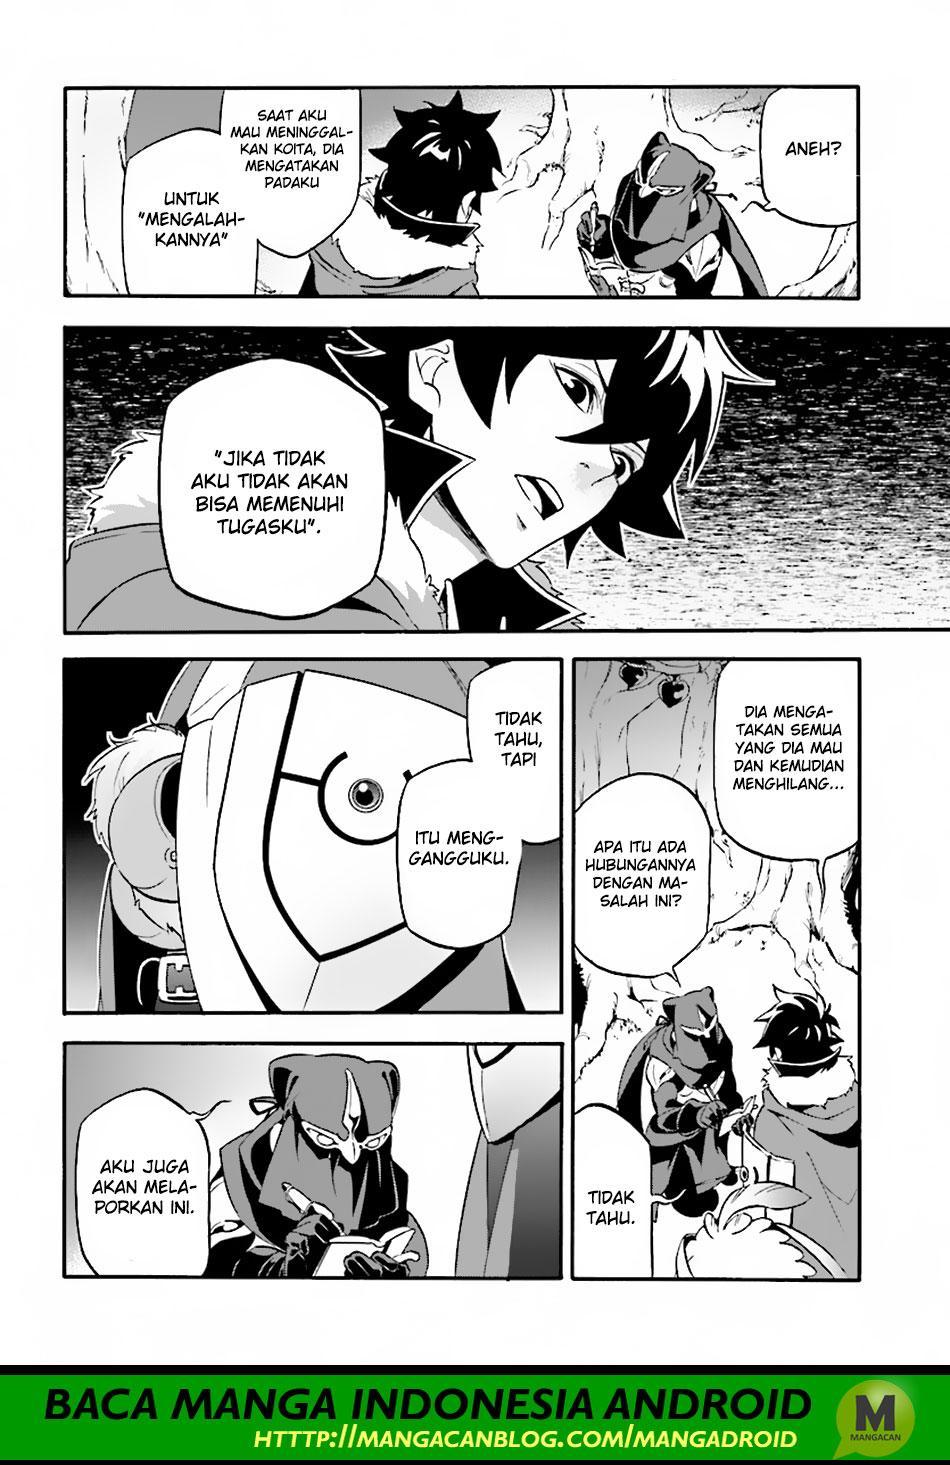 ANEH?
SAAT AKU
MAU MENINGGAL-
KAN KOITA, DIA
MENGATAKAN
PADAKU
UNTUK
"MENGALAH-
KANNYA"
"JIKA TIDAK
AKU TIDAK AKAN
BISA MEMENUHI
TUGASKU".
DIA MENGA-
TAKAN SEMUA
YANG DIA MAU
DAN KEMUDIAN
MENGHILANG...
APA ITU ADA
HUBUNGANNYA
DENGAN MA-
SALAH INI?
TIDAK
TAHU.
TIDAK
TAHU,
TAPI
ITU MENG-
GANGGUKU.
AKU JUGA
AKAN MELA-
PORKAN INI.
BACA MANGA INDONESIA ANDROID
HTTTP://MANGACANBLOG.COM/MANGADROID
M
MANGACAN